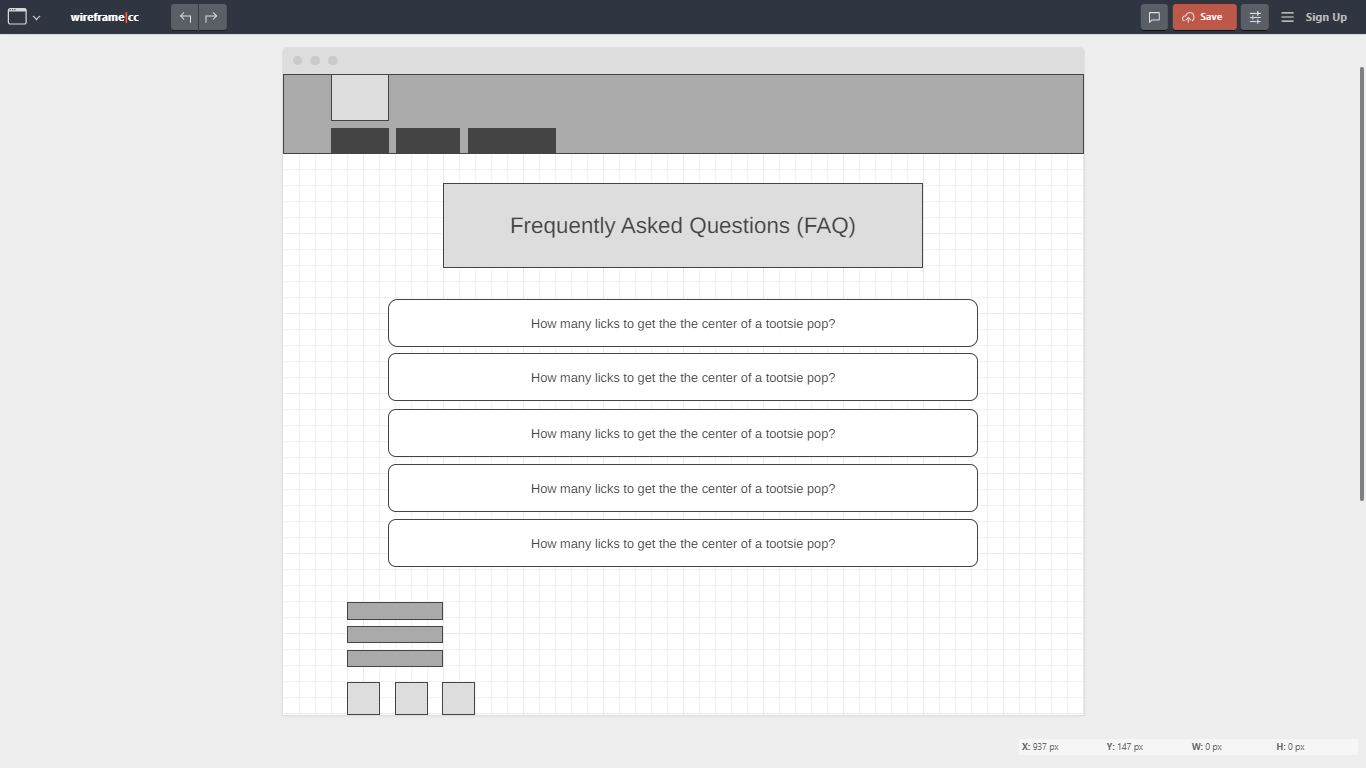 wireframe|cc
Save
Sign Up
Frequently Asked Questions (FAQ)
How many licks to get the the center of a tootsie pop?
How many licks to get the the center of a tootsie pop?
How many licks to get the the center of a tootsie pop?
How many licks to get the the center of a tootsie pop?
How many licks to get the the center of a tootsie pop?
X: 937 px Y: 147 px W: 0 px H: 0 px